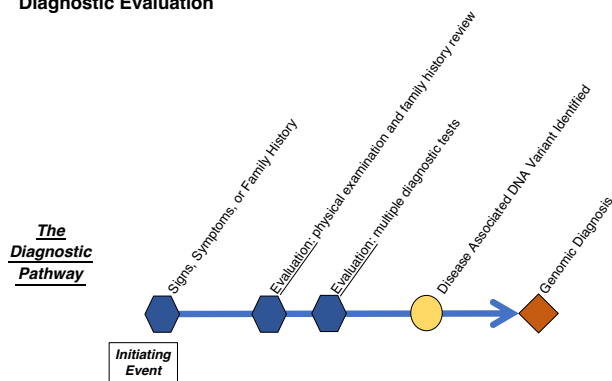 Diagnostic Evaluation
Signs, Symptoms, or Family History
Evaluation: physical examination and family history review
Evaluation: multiple diagnostic tests
Disease Associated DNA Variant Identified
Genomic Diagnosis
The
Diagnostic
Pathway
Initiating
Event